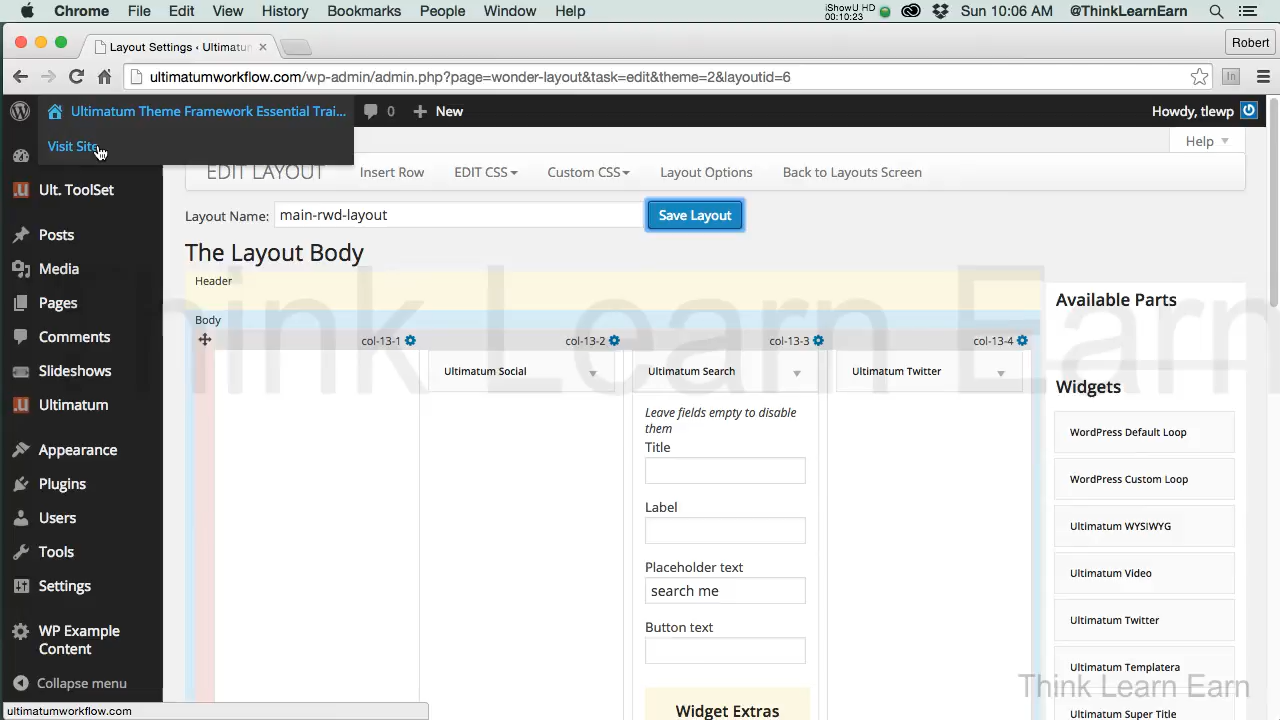 Chrome File Edit View History Bookmarks People Window Help iShowU HD 00:10:23 Sun 10:06 AM @ThinkLearnEarn
Layout Settings ‹ Ultimatum × Robert
ultimatumworkflow.com/wp-admin/admin.php?page=wonder-layout&task=edit&theme=2&layoutid=6
Ultimatum Theme Framework Essential Trai... 0 New Howdy, tlewp
Visit Site
Help
EDIT LAYOUT Insert Row EDIT CSS Custom CSS Layout Options Back to Layouts Screen
Ult. ToolSet
Posts
Media
Pages
Comments
Slideshows
Ultimatum
Appearance
Plugins
Users
Tools
Settings
WP Example
Content
Collapse menu
Layout Name: main-rwd-layout Save Layout
The Layout Body
Header
Body
col-13-1 col-13-2 col-13-3 col-13-4
Ultimatum Social Ultimatum Search Ultimatum Twitter
Leave fields empty to disable
them
Title
Label
Placeholder text
search me
Button text
Widget Extras
Available Parts
Widgets
WordPress Default Loop
WordPress Custom Loop
Ultimatum WYSIWYG
Ultimatum Video
Ultimatum Twitter
Ultimatum Templatera
Ultimatum Super Title
Think Learn Earn
Think Learn Earn
ultimatumworkflow.com